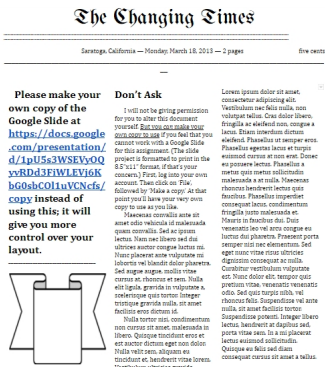 The Changing Times
Saratoga, California — Monday, March 18, 2013 — 2 pages five cents
Please make your
own copy of the
Google Slide at
https://docs.google
.com/presentation/
instead of
using this; it will
give you more
control over your
layout.
Don't Ask
I will not be giving permission
for you to alter this document
yourself. But you can make your
own copy to use if you feel that you
cannot work with a Google Slide
for this assignment. (The slide
project is formatted to print in the
8.5"x11" format, if that's your
concern.) First, log into your own
account. Then click on 'File',
followed by 'Make a copy'. At that
point you'll have your very own
copy to use as you like.
Maecenas convallis ante sit
amet odio vehicula id malesuada
quam convallis. Sed ac ipsum
lectus. Nam nec libero sed dui
ultrices auctor congue luctus mi.
Nunc placerat ante vulputate mi
lobortis vel blandit dolor pharetra.
Sed augue augue, mollis vitae
cursus at, rhoncus et sem. Nulla
elit ligula, gravida in vulputate a,
scelerisque quis tortor. Integer
tristique gravida nulla, sit amet
facilisis eros dictum id.
Nulla tortor nisi, condimentum
non cursus sit amet, malesuada in
libero. Quisque tincidunt eros et
est auctor dictum eget non dolor.
Nulla velit sem, aliquam eu
tincidunt et, hendrerit vitae lorem.
Lorem ipsum dolor sit amet,
consectetur adipiscing elit.
Vestibulum nec felis nulla, non
volutpat tellus. Cras dolor libero,
fringilla ac eleifend non, congue a
lacus. Etiam interdum dictum
eleifend. Phasellus at sem tempus,
Phasellus egestas lacus et turpis
euismod cursus at non erat. Donec
eu posuere lectus. Phasellus a
metus quis metus sollicitudin
malesuada a at nulla. Maecenas
rhoncus hendrerit lectus quis
faucibus. Phasellus imperdiet
consequat lacus, condimentum
fringilla justo malesuada et.
Mauris in faucibus dui. Duis
venenatis leo vel arcu congue eu
luctus dui pharetra. Praesent porta
semper nisi nec elementum. Sed
eget nunc vitae risus ultricies
dignissim consequat ac nulla.
Curabitur vestibulum dapibus
est. Nunc dolor elit, tempor quis
pretium vitae, venenatis venenatis
odio. Sed quis turpis nibh, vel
rhoncus felis. Suspendisse vel ante
nulla, sit amet facilisis tortor.
Suspendisse potenti. Integer libero
lectus, hendrerit at dapibus sed,
porta vitae sem. In a mi placerat
lectus euismod sollicitudin.
Quisque eu felis sed diam
consequat cursus sit amet a tellus.